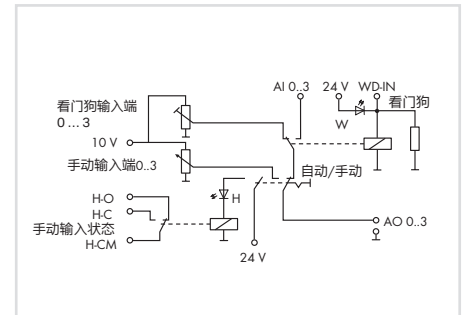 AI 0..3
24 V
WD-IN
看门狗输入端
0 ... 3
看门狗
W
10 V
手动输入端0..3
自动/手动
H-O
H
H-C
手动输入状态
H-CM
AO 0..3
24 V